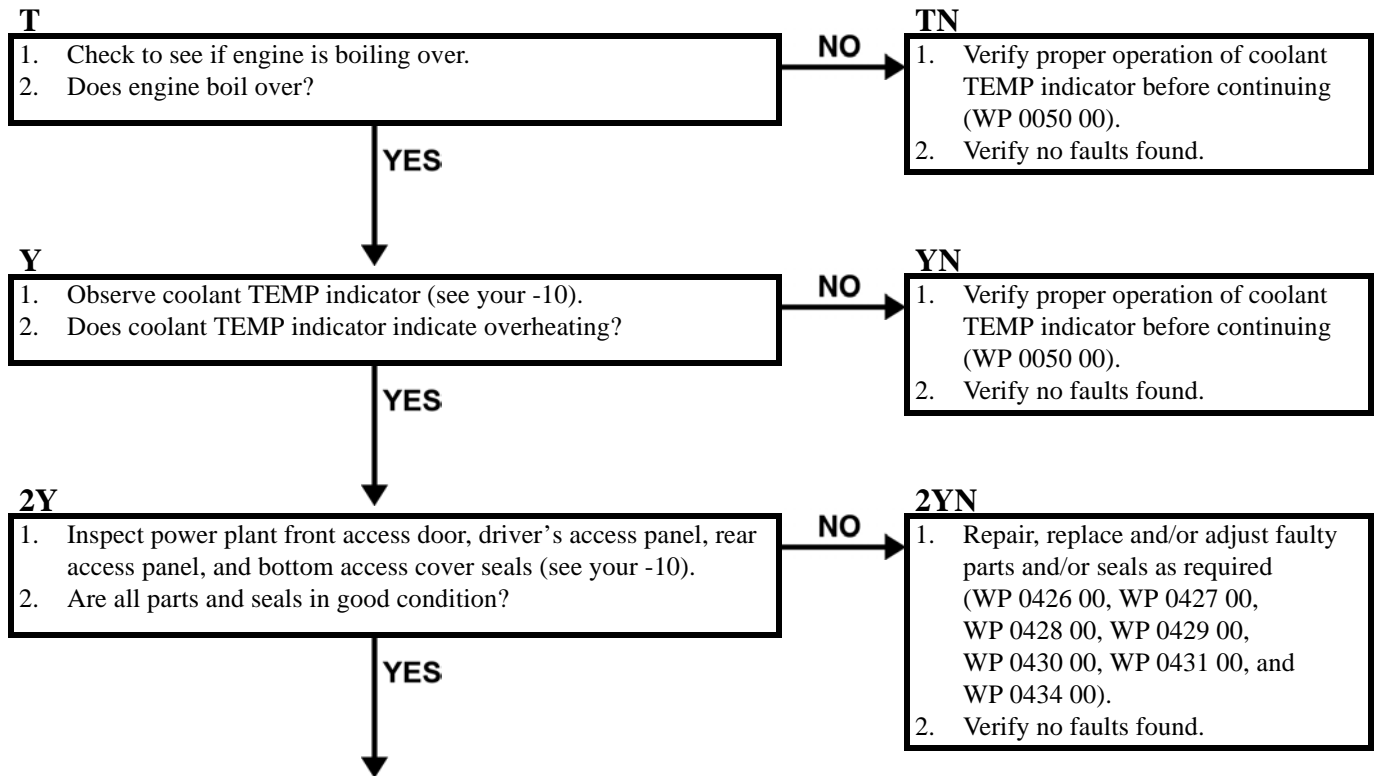 T
1. Check to see if engine is boiling over.
2. Does engine boil over?
NO
TN
1. Verify proper operation of coolant
TEMP indicator before continuing
(WP 0050 00).
2. Verify no faults found.
YES
Y
1. Observe coolant TEMP indicator (see your -10).
2. Does coolant TEMP indicator indicate overheating?
NO
YN
1. Verify proper operation of coolant
TEMP indicator before continuing
(WP 0050 00).
2. Verify no faults found.
YES
2Y
1. Inspect power plant front access door, driver’s access panel, rear
access panel, and bottom access cover seals (see your -10).
2. Are all parts and seals in good condition?
NO
2YN
1. Repair, replace and/or adjust faulty
parts and/or seals as required
(WP 0426 00, WP 0427 00,
WP 0428 00, WP 0429 00,
WP 0430 00, WP 0431 00, and
WP 0434 00).
2. Verify no faults found.
YES